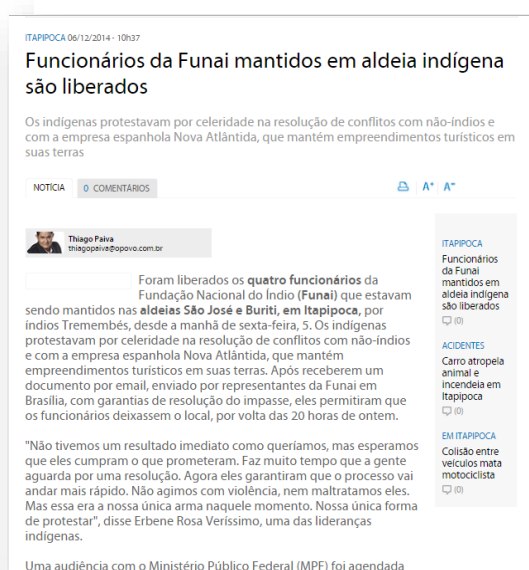 ITAPIPOCA 06/12/2014 - 10h37
Funcionários da Funai mantidos em aldeia indígena
são liberados
Os indígenas protestavam por celeridade na resolução de conflitos com não-índios e
com a empresa espanhola Nova Atlântida, que mantém empreendimentos turísticos em
suas terras
NOTÍCIA 0 COMENTÁRIOS A+ A-
Thiago Paiva
thiagopaiva@opovo.com.br
Foram liberados os quatro funcionários da
Fundação Nacional do Índio (Funai) que estavam
sendo mantidos nas aldeias São José e Buriti, em Itapipoca, por
índios Tremembés, desde a manhã de sexta-feira, 5. Os indígenas
protestavam por celeridade na resolução de conflitos com não-índios
e com a empresa espanhola Nova Atlântida, que mantém
empreendimentos turísticos em suas terras. Após receberem um
documento por email, enviado por representantes da Funai em
Brasília, com garantias de resolução do impasse, eles permitiram que
os funcionários deixassem o local, por volta das 20 horas de ontem.
"Não tivemos um resultado imediato como queríamos, mas esperamos
que eles cumpram o que prometeram. Faz muito tempo que a gente
aguarda por uma resolução. Agora eles garantiram que o processo vai
andar mais rápido. Não agimos com violência, nem maltratamos eles.
Mas essa era a nossa única arma naquele momento. Nossa única forma
de protestar", disse Erbene Rosa Veríssimo, uma das lideranças
indígenas.
Uma audiência com o Ministério Público Federal (MPF) foi agendada
ITAPIPOCA
Funcionários
da Funai
mantidos em
aldeia indígena
são liberados
(0)
ACIDENTES
Carro atropela
animal e
incendeia em
Itapipoca
(0)
EM ITAPIPOCA
Colisão entre
veículos mata
motociclista
(0)